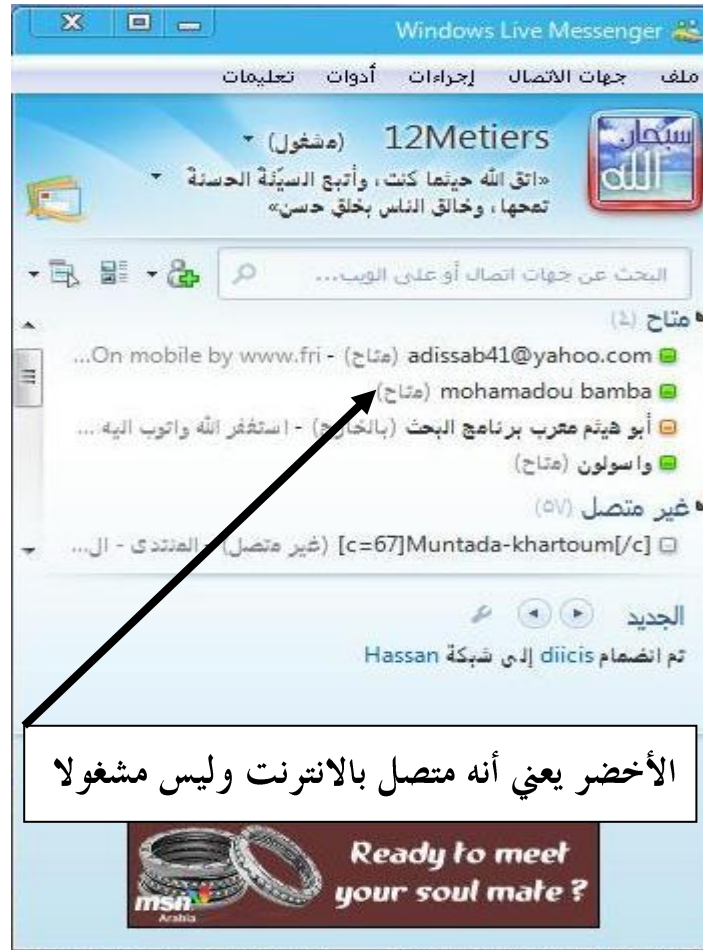 Windows Live Messenger
ملف جهات الاتصال إجراءات أدوات تعليمات
12Metiers (مشغول)
سبحان الله
«اتق الله حيثما كنت، وأتبع السيّئةَ الحسنةَ
تمحها، وخالق الناس بخلق حسن»
البحث عن جهات اتصال أو على الويب...
متاح (٤)
adissab41@yahoo.com (متاح) - On mobile by www.fri...
mohamadou bamba (متاح)
أبو هيثم معرب برنامج البحث (بالخارج) - استغفر الله واتوب اليه ...
واسولون (متاح)
غير متصل (٥٧)
[c=67]Muntada-khartoum[/c] (غير متصل) - المنتدى - ال...
الجديد
تم انضمام diicis إلى شبكة Hassan
الأخضر يعني أنه متصل بالانترنت وليس مشغولا
Ready to meet
your soul mate ?
msn
Arabia